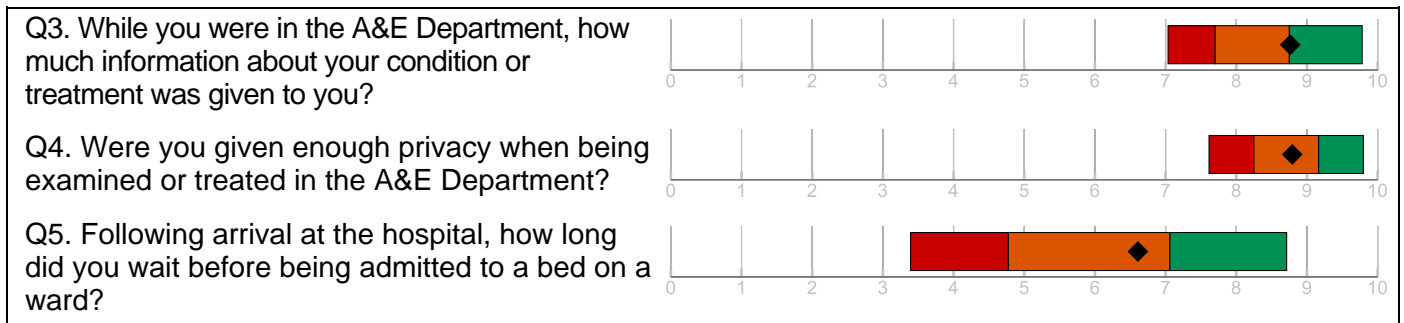 Q3. While you were in the A&E Department, how
much information about your condition or
treatment was given to you?
0 1 2 3 4 5 6 7 8 9 10
Q4. Were you given enough privacy when being
examined or treated in the A&E Department?
0 1 2 3 4 5 6 7 8 9 10
Q5. Following arrival at the hospital, how long
did you wait before being admitted to a bed on a
ward?
0 1 2 3 4 5 6 7 8 9 10